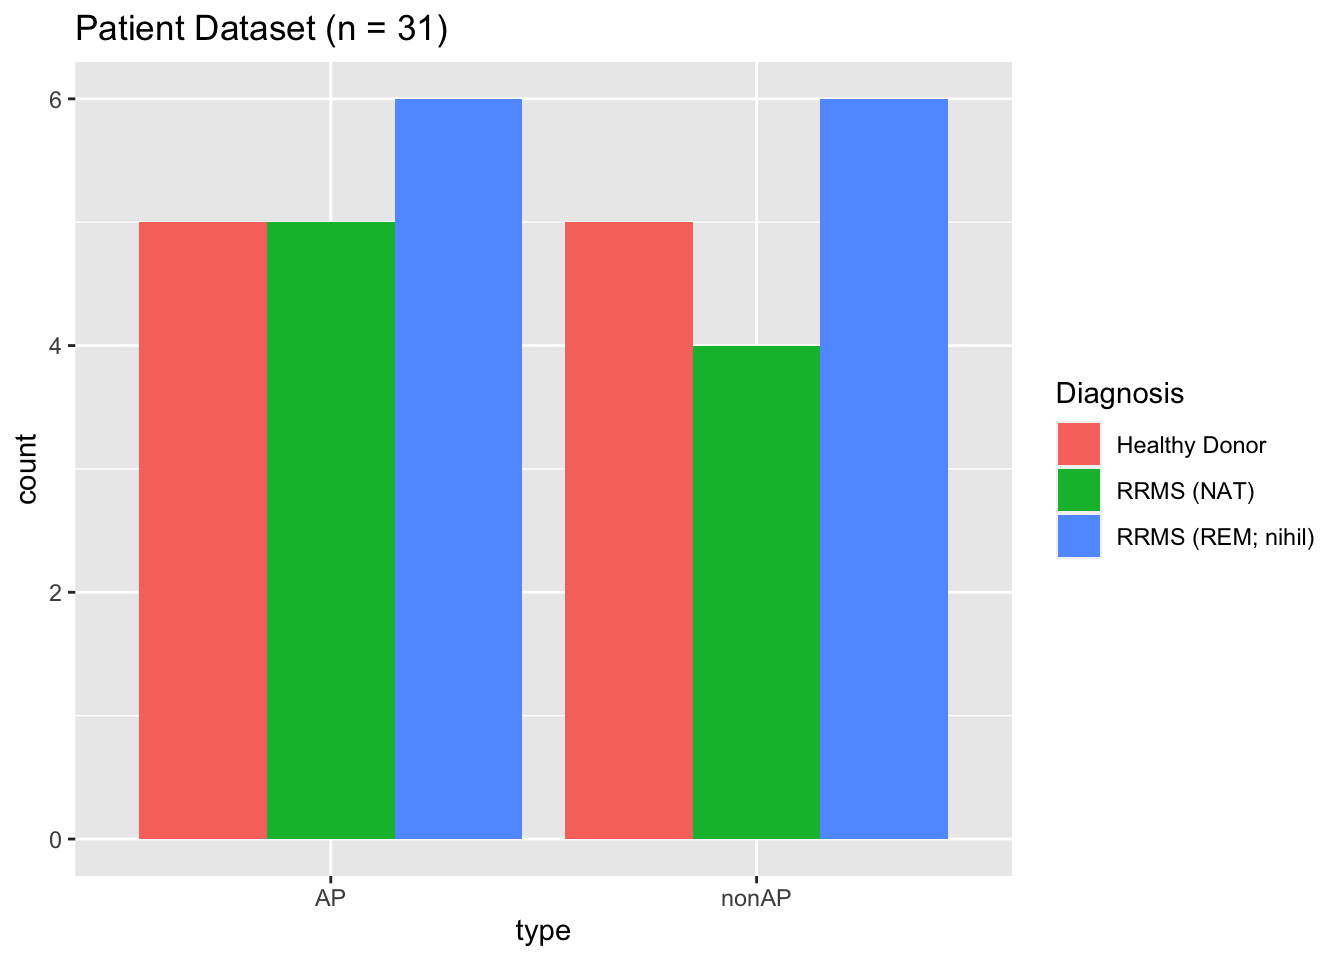 Patient Dataset (n = 31)
6
4
2
0
count
AP
nonAP
type
Diagnosis
Healthy Donor
RRMS (NAT)
RRMS (REM; nihil)